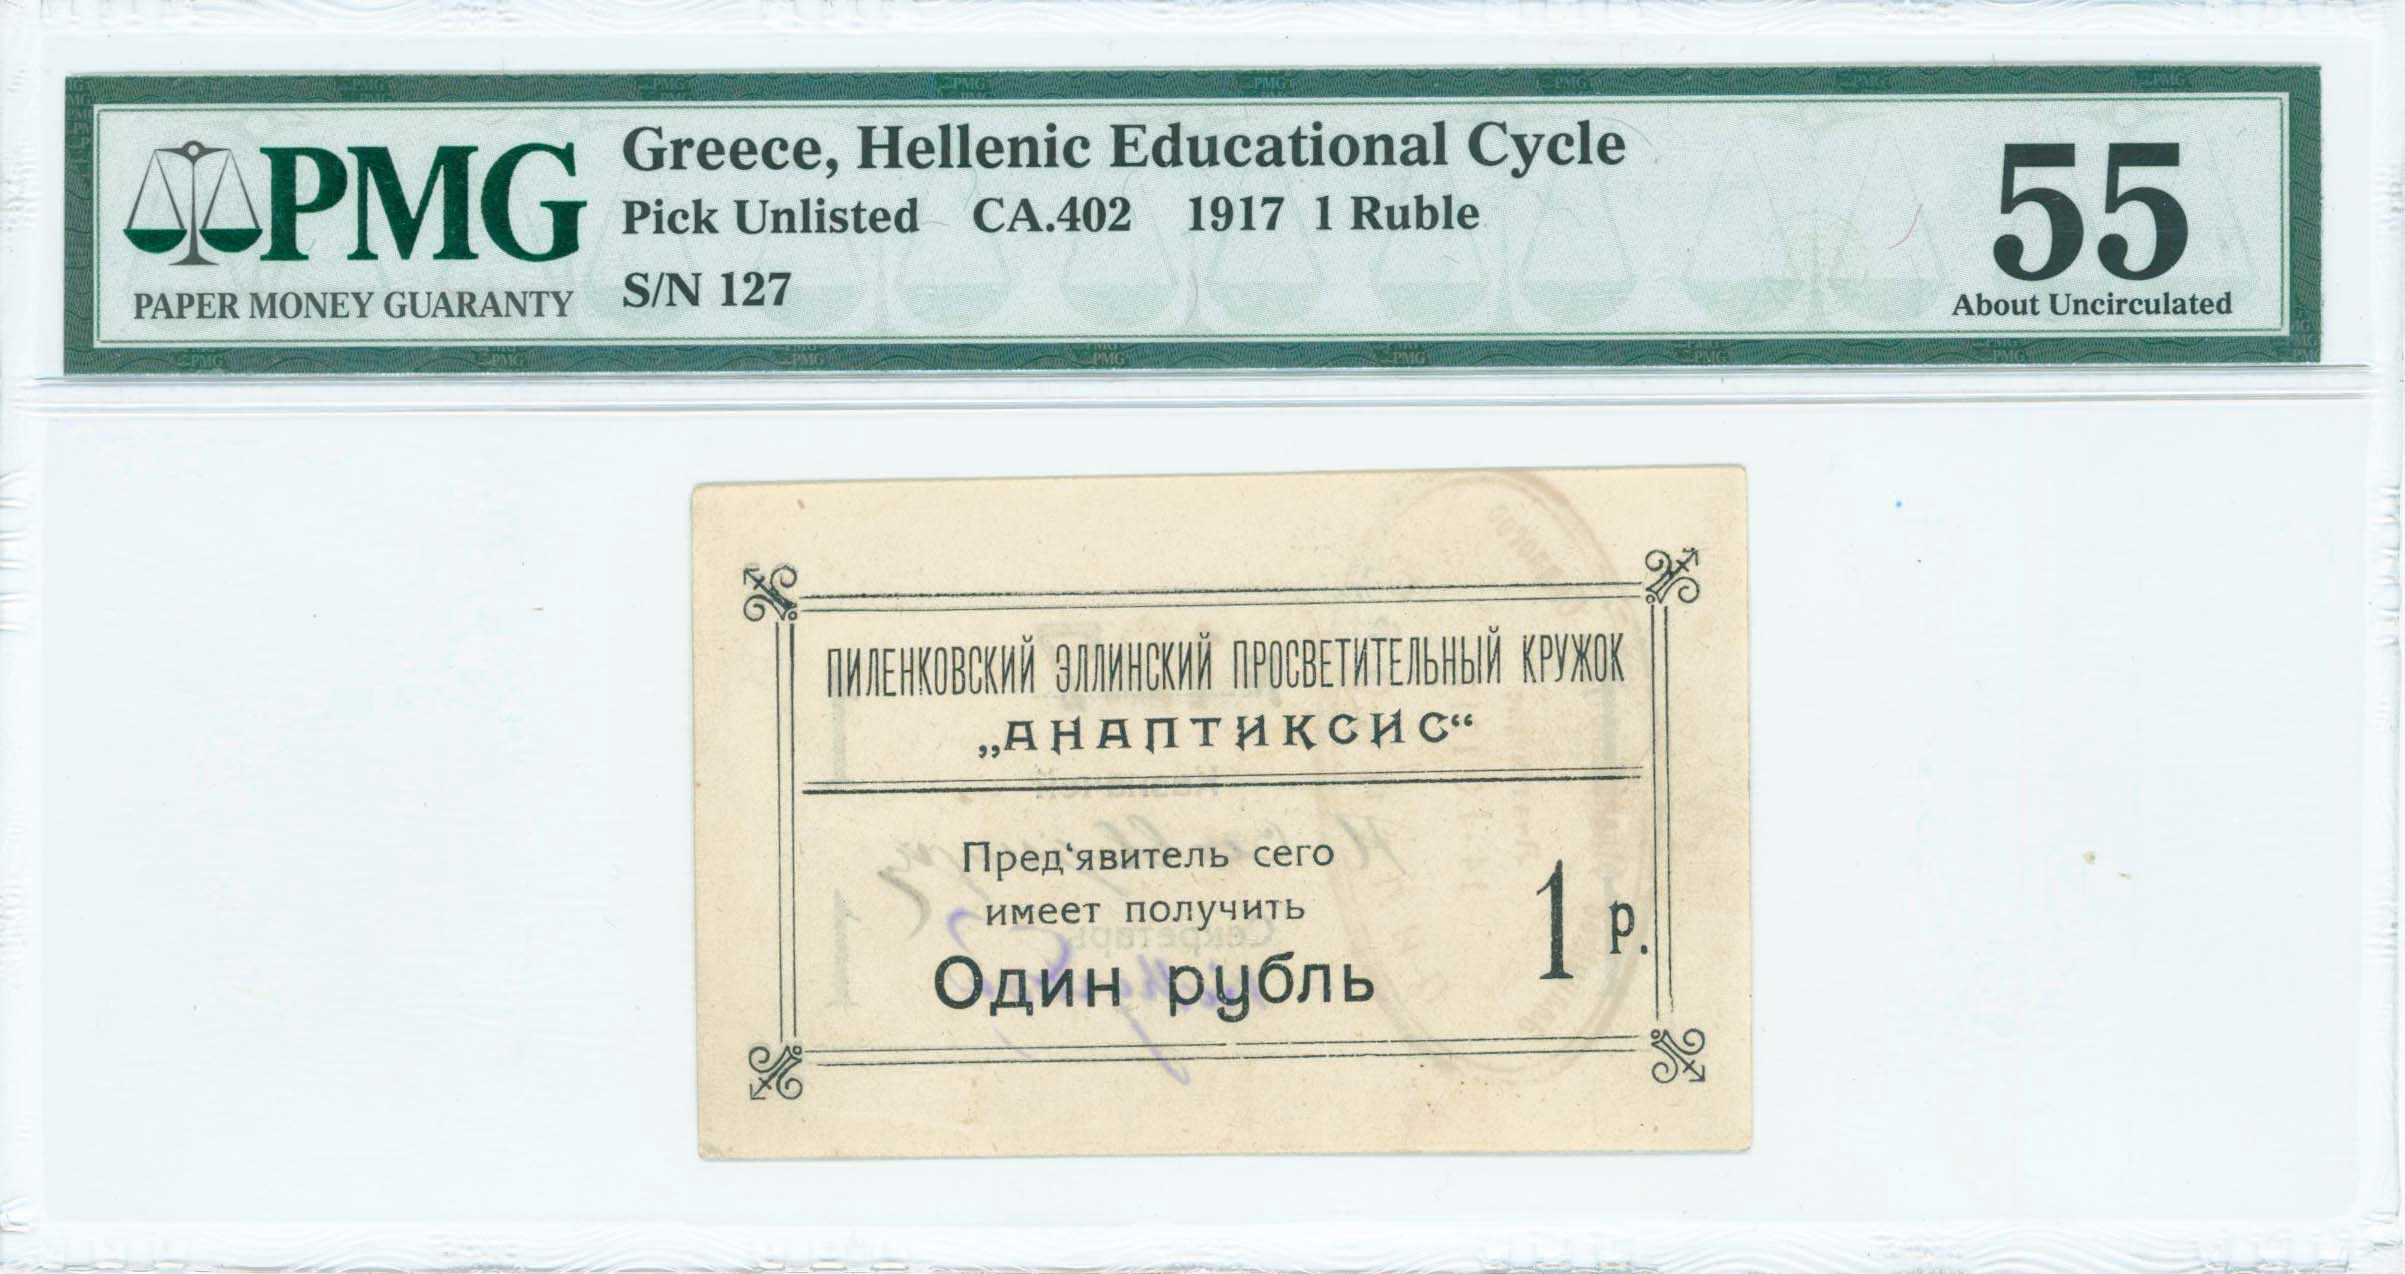 PMG
PAPER MONEY GUARANTY
Greece, Hellenic Educational Cycle
Pick Unlisted CA.402 1917 1 Ruble
S/N 127
55
About Uncirculated
ПИЛЕНКОВСКИЙ ЭЛЛИНСКИЙ ПРОСВЕТИТЕЛЬНЫЙ КРУЖОК
„АНАПТИКСИС“
Пред‘явитель сего
имеет получить
Один рубль
1 р.